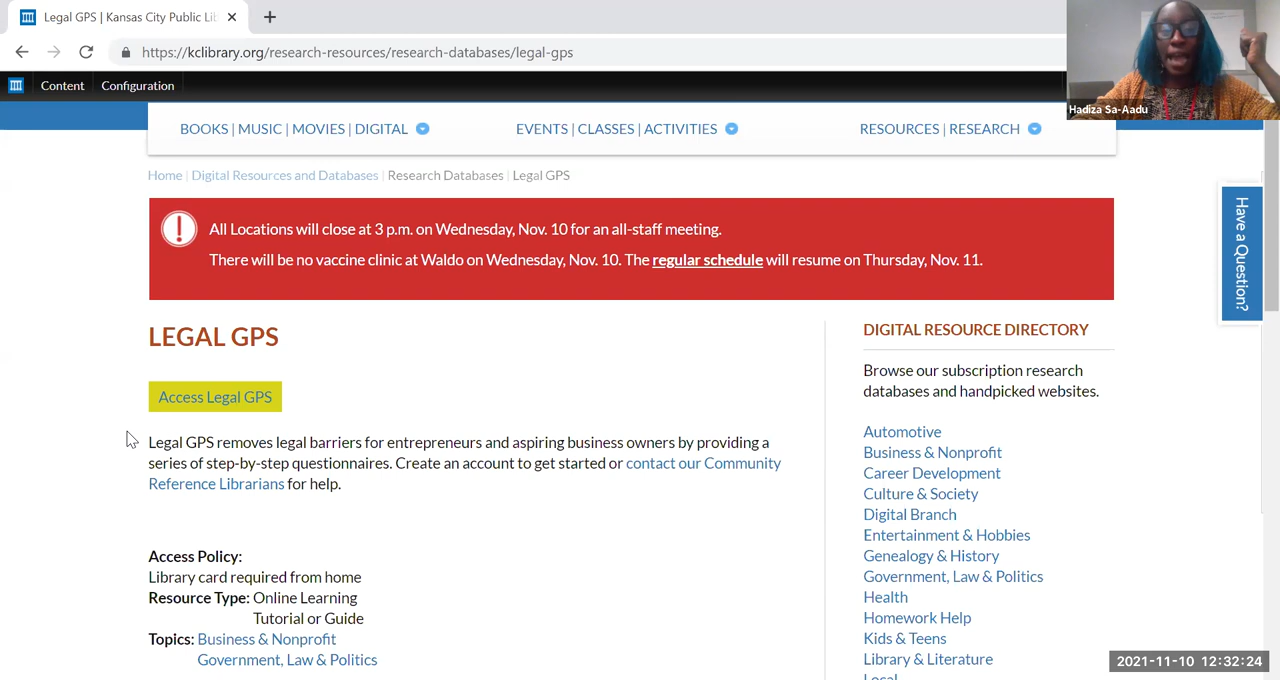 Legal GPS | Kansas City Public Lib
https://kclibrary.org/research-resources/research-databases/legal-gps
Content Configuration
Hadiza Sa-Aadu
BOOKS | MUSIC | MOVIES | DIGITAL EVENTS | CLASSES | ACTIVITIES RESOURCES | RESEARCH
Home | Digital Resources and Databases | Research Databases | Legal GPS
All Locations will close at 3 p.m. on Wednesday, Nov. 10 for an all-staff meeting.
There will be no vaccine clinic at Waldo on Wednesday, Nov. 10. The regular schedule will resume on Thursday, Nov. 11.
Have a Question?
LEGAL GPS
Access Legal GPS
Legal GPS removes legal barriers for entrepreneurs and aspiring business owners by providing a
series of step-by-step questionnaires. Create an account to get started or contact our Community
Reference Librarians for help.
Access Policy:
Library card required from home
Resource Type: Online Learning
Tutorial or Guide
Topics: Business & Nonprofit
Government, Law & Politics
DIGITAL RESOURCE DIRECTORY
Browse our subscription research
databases and handpicked websites.
Automotive
Business & Nonprofit
Career Development
Culture & Society
Digital Branch
Entertainment & Hobbies
Genealogy & History
Government, Law & Politics
Health
Homework Help
Kids & Teens
Library & Literature
Local
2021-11-10 12:32:24